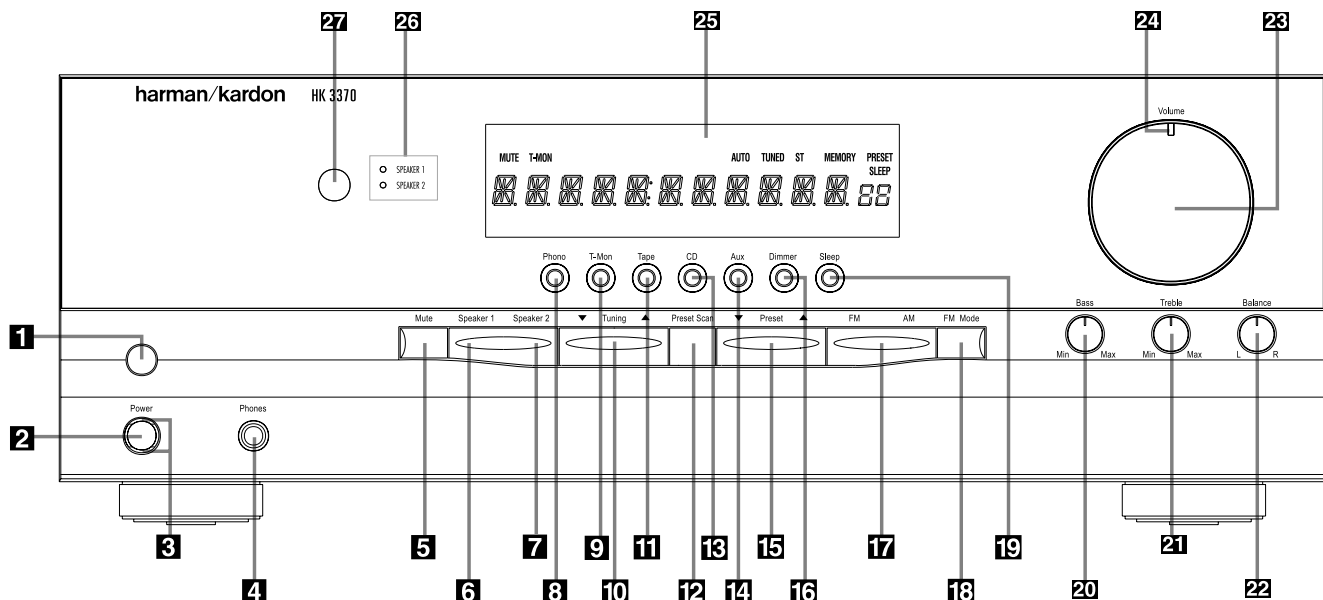 27 26 25 24 23
Volume
harman/kardon HK 3370
SPEAKER 1
SPEAKER 2
MUTE T-MON AUTO TUNED ST MEMORY PRESET
SLEEP
Phono T-Mon Tape CD Aux Dimmer Sleep
Bass Treble Balance
Mute Speaker 1 Speaker 2 ▼ Tuning ▲ Preset Scan ▼ Preset ▲ FM AM FM Mode
1
Min Max Min Max L R
Power Phones
2
3 5 7 9 11 13 15 17 19 21
4 6 8 10 12 14 16 18 20 22